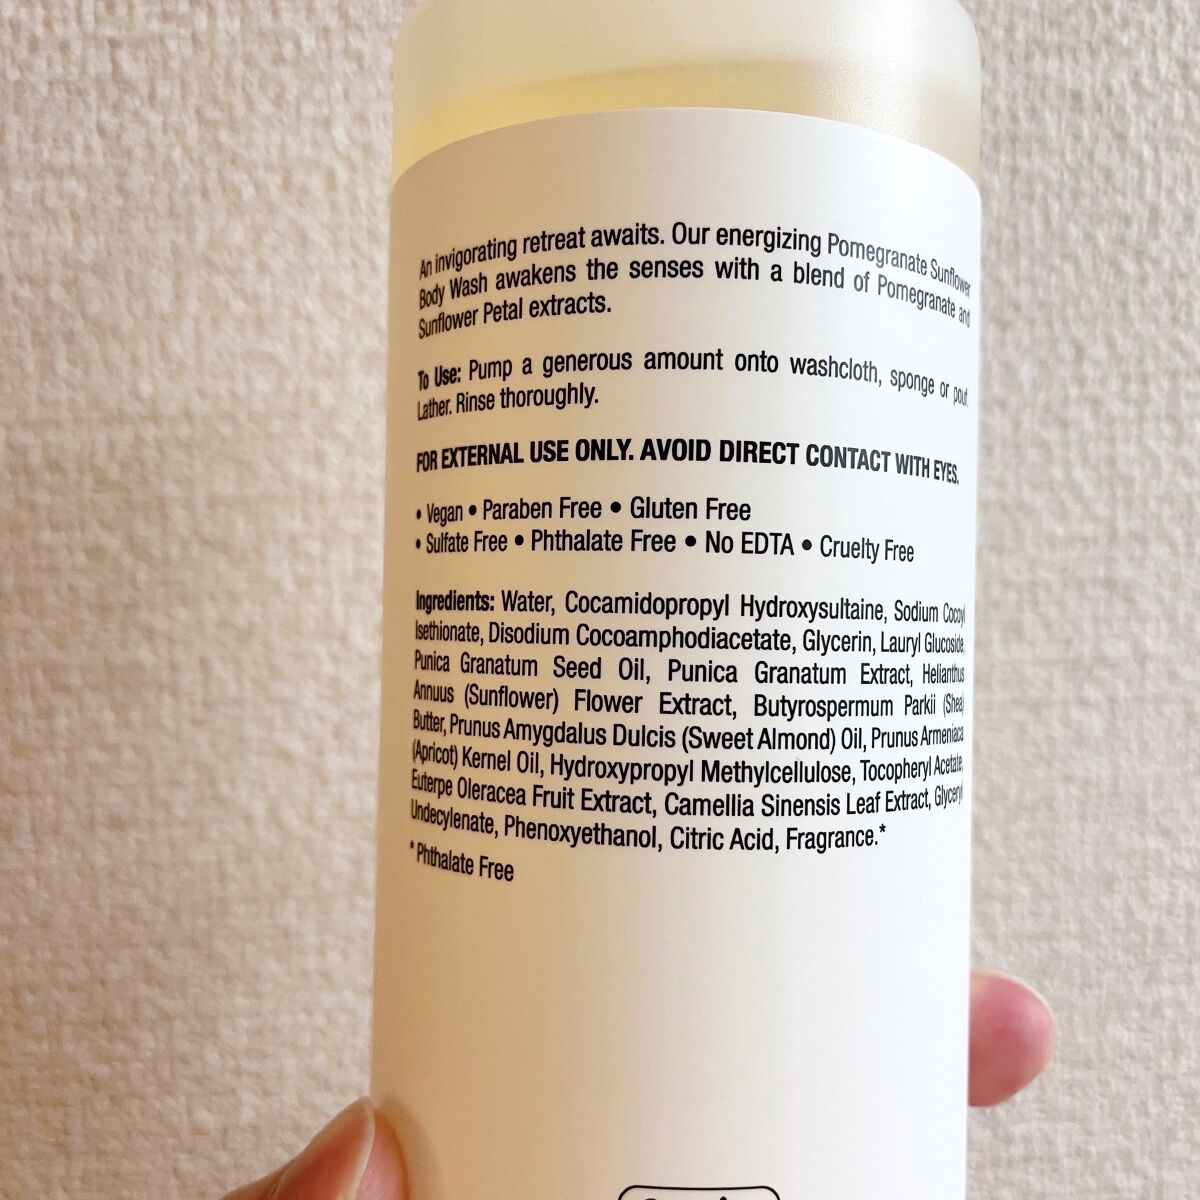 An invigorating retreat awaits. Our energizing Pomegranate Sunflower
Body Wash awakens the senses with a blend of Pomegranate and
Sunflower Petal extracts.
To Use: Pump a generous amount onto washcloth, sponge or pouf.
Lather. Rinse thoroughly.
FOR EXTERNAL USE ONLY. AVOID DIRECT CONTACT WITH EYES.
• Vegan • Paraben Free • Gluten Free
• Sulfate Free • Phthalate Free • No EDTA • Cruelty Free
Ingredients: Water, Cocamidopropyl Hydroxysultaine, Sodium Cocoyl
Isethionate, Disodium Cocoamphodiacetate, Glycerin, Lauryl Glucoside,
Punica Granatum Seed Oil, Punica Granatum Extract, Helianthus
Annuus (Sunflower) Flower Extract, Butyrospermum Parkii (Shea)
Butter, Prunus Amygdalus Dulcis (Sweet Almond) Oil, Prunus Armeniaca
(Apricot) Kernel Oil, Hydroxypropyl Methylcellulose, Tocopheryl Acetate,
Euterpe Oleracea Fruit Extract, Camellia Sinensis Leaf Extract, Glyceryl
Undecylenate, Phenoxyethanol, Citric Acid, Fragrance.*
*Phthalate Free